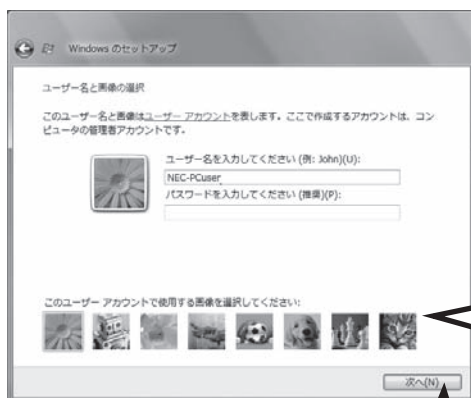 Windows のセットアップ
ユーザー名と画像の選択
このユーザー名と画像はユーザー アカウントを表します。ここで作成するアカウントは、コン
ピュータの管理者アカウントです。
ユーザー名を入力してください (例: John)(U):
NEC-PCuser
パスワードを入力してください (推奨)(P):
このユーザー アカウントで使用する画像を選択してください:
次へ(N)